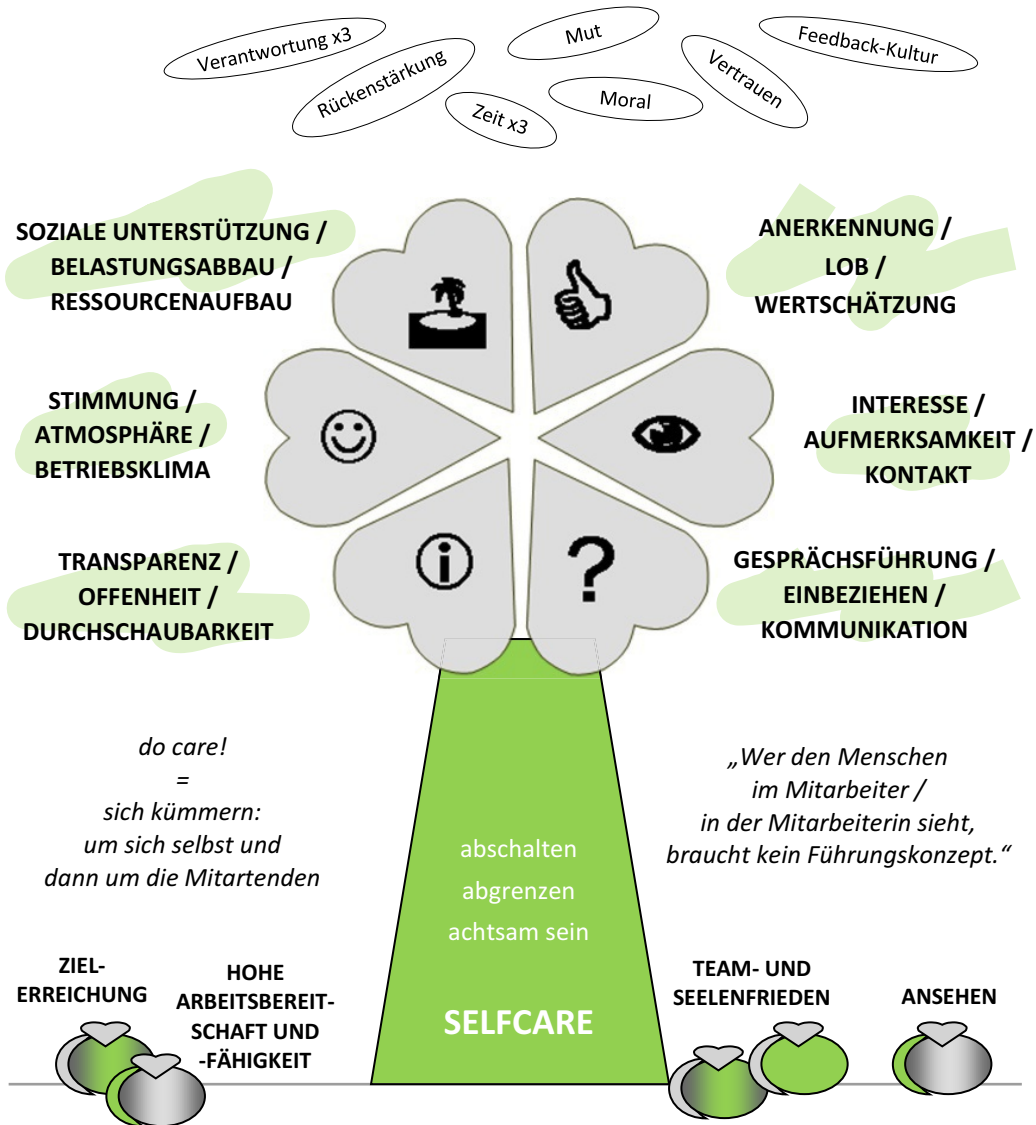 Verantwortung x3
Rückenstärkung
Mut
Zeit x3
Moral
Vertrauen
Feedback-Kultur
SOZIALE UNTERSTÜTZUNG /
BELASTUNGSABBAU /
RESSOURCENAUFBAU
ANERKENNUNG /
LOB /
WERTSCHÄTZUNG
STIMMUNG /
ATMOSPHÄRE /
BETRIEBSKLIMA
INTERESSE /
AUFMERKSAMKEIT /
KONTAKT
TRANSPARENZ /
OFFENHEIT /
DURCHSCHAUBARKEIT
GESPRÄCHSFÜHRUNG /
EINBEZIEHEN /
KOMMUNIKATION
do care!
=
sich kümmern:
um sich selbst und
dann um die Mitartenden
„Wer den Menschen
im Mitarbeiter /
in der Mitarbeiterin sieht,
braucht kein Führungskonzept.“
abschalten
abgrenzen
achtsam sein
SELFCARE
ZIEL-
ERREICHUNG
HOHE
ARBEITSBEREIT-
SCHAFT UND
-FÄHIGKEIT
TEAM- UND
SEELENFRIEDEN
ANSEHEN